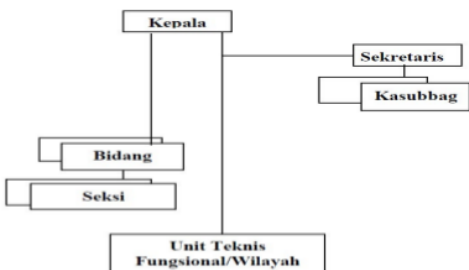 Kepala
Sekretaris
Kasubbag
Bidang
Seksi
Unit Teknis
Fungsional/Wilayah